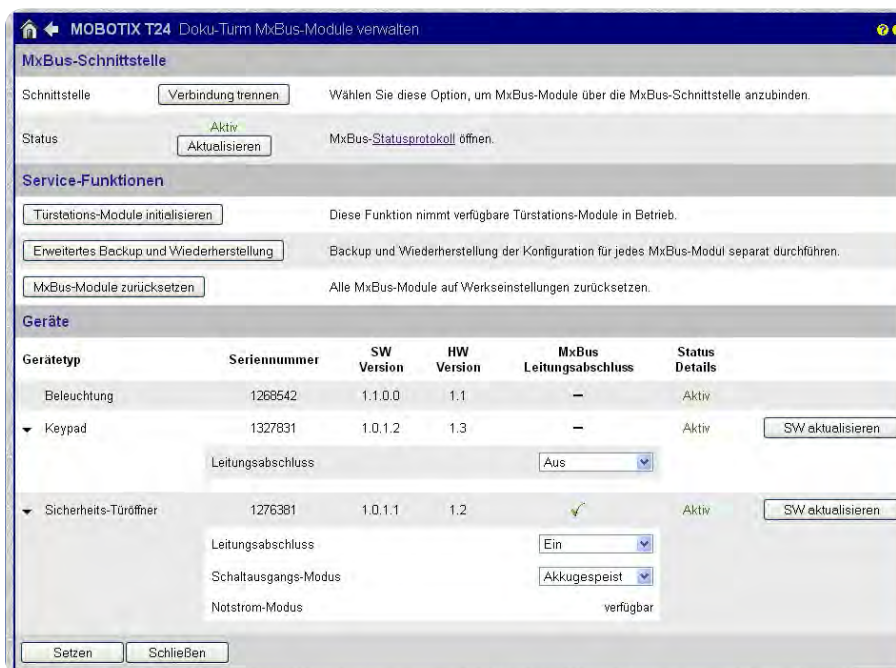 MOBOTIX T24 Doku-Turm MxBus-Module verwalten
MxBus-Schnittstelle
Schnittstelle Verbindung trennen Wählen Sie diese Option, um MxBus-Module über die MxBus-Schnittstelle anzubinden.
Status Aktiv Aktualisieren MxBus-Statusprotokoll öffnen.
Service-Funktionen
Türstations-Module initialisieren Diese Funktion nimmt verfügbare Türstations-Module in Betrieb.
Erweitertes Backup und Wiederherstellung Backup und Wiederherstellung der Konfiguration für jedes MxBus-Modul separat durchführen.
MxBus-Module zurücksetzen Alle MxBus-Module auf Werkseinstellungen zurücksetzen.
Geräte
Gerätetyp Seriennummer SW Version HW Version MxBus Leitungsabschluss Status Details
Beleuchtung 1268542 1.1.0.0 1.1 – Aktiv
Keypad 1327831 1.0.1.2 1.3 – Aktiv SW aktualisieren
Leitungsabschluss Aus
Sicherheits-Türöffner 1276381 1.0.1.1 1.2 ✓ Aktiv SW aktualisieren
Leitungsabschluss Ein
Schaltausgangs-Modus Akkugespeist
Notstrom-Modus verfügbar
Setzen Schließen